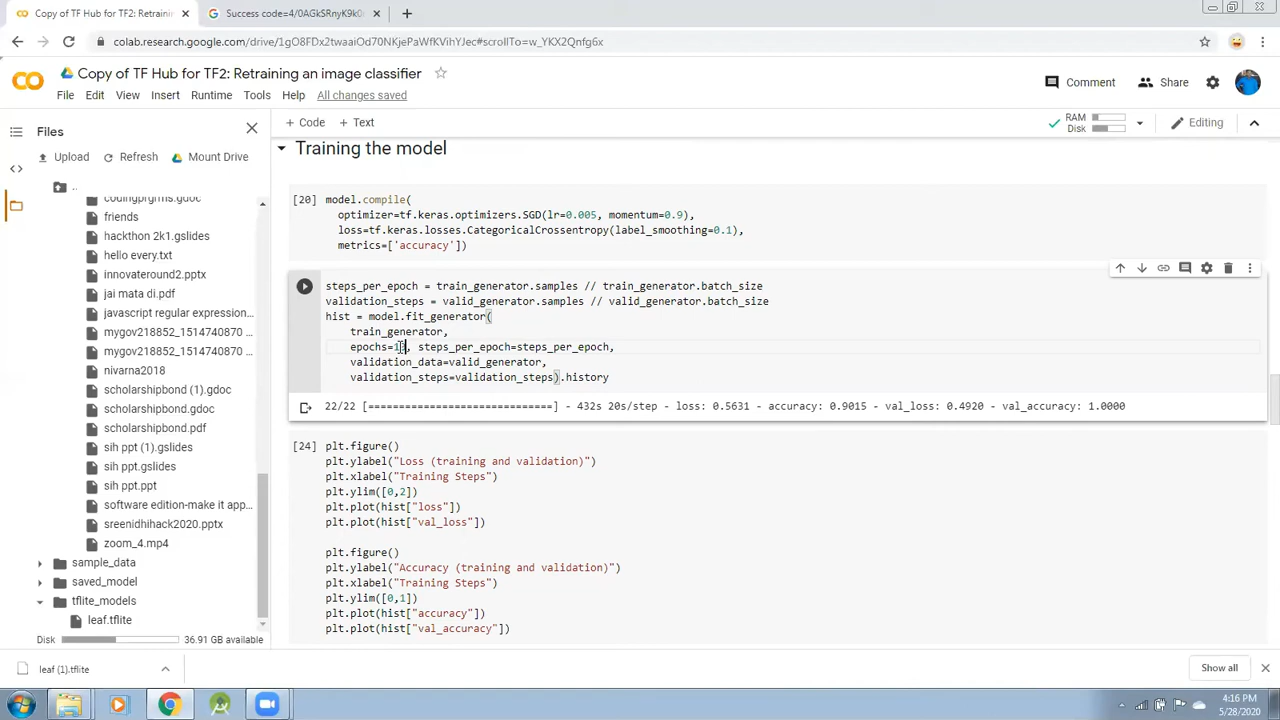 Copy of TF Hub for TF2: Retrainin
Success code=4/0AGkSRnyK9k0
colab.research.google.com/drive/1gO8FDx2twaaiOd70NKjePaWfKVihYJec#scrollTo=w_YKX2Qnfg6x
Copy of TF Hub for TF2: Retraining an image classifier
File Edit View Insert Runtime Tools Help All changes saved
Comment
Share
Files
Upload Refresh Mount Drive
+ Code + Text
RAM
Disk
Editing
..
codingprgms.gdoc
friends
hackthon 2k1.gslides
hello every.txt
innovateround2.pptx
jai mata di.pdf
javascript regular expression...
mygov218852_1514740870 ...
mygov218852_1514740870 ...
nivarna2018
scholarshipbond (1).gdoc
scholarshipbond.gdoc
scholarshipbond.pdf
sih ppt (1).gslides
sih ppt.gslides
sih ppt.ppt
software edition-make it app...
sreenidhihack2020.pptx
zoom_4.mp4
sample_data
saved_model
tflite_models
leaf.tflite
Disk 36.91 GB available
Training the model
[20] model.compile(
optimizer=tf.keras.optimizers.SGD(lr=0.005, momentum=0.9),
loss=tf.keras.losses.CategoricalCrossentropy(label_smoothing=0.1),
metrics=['accuracy'])
steps_per_epoch = train_generator.samples // train_generator.batch_size
validation_steps = valid_generator.samples // valid_generator.batch_size
hist = model.fit_generator(
train_generator,
steps_per_epoch=steps_per_epoch,
validation_data=valid_generator,
validation_steps=validation_steps).history
22/22 [==============================] - 432s 20s/step - loss: 0.5631 - accuracy: 0.9015 - val_loss: 0.4920 - val_accuracy: 1.0000
[24] plt.figure()
plt.ylabel("Loss (training and validation)")
plt.xlabel("Training Steps")
plt.ylim([0,2])
plt.plot(hist["loss"])
plt.plot(hist["val_loss"])
plt.figure()
plt.ylabel("Accuracy (training and validation)")
plt.xlabel("Training Steps")
plt.ylim([0,1])
plt.plot(hist["accuracy"])
plt.plot(hist["val_accuracy"])
leaf (1).tflite
Show all
4:16 PM
5/28/2020